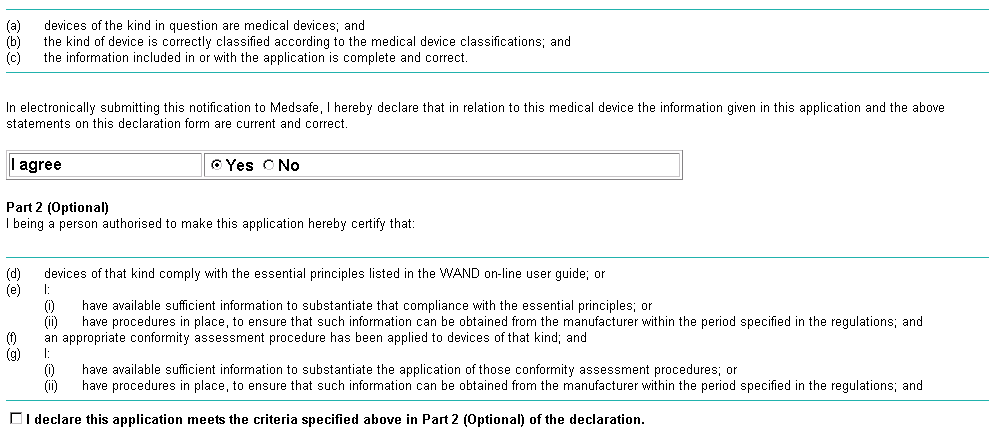 (a) devices of the kind in question are medical devices; and
(b) the kind of device is correctly classified according to the medical device classifications; and
(c) the information included in or with the application is complete and correct.
In electronically submitting this notification to Medsafe, I hereby declare that in relation to this medical device the information given in this application and the above
statements on this declaration form are current and correct.
I agree Yes No
Part 2 (Optional)
I being a person authorised to make this application hereby certify that:
(d) devices of that kind comply with the essential principles listed in the WAND on-line user guide; or
(e) I:
(i) have available sufficient information to substantiate that compliance with the essential principles; or
(ii) have procedures in place, to ensure that such information can be obtained from the manufacturer within the period specified in the regulations; and
(f) an appropriate conformity assessment procedure has been applied to devices of that kind; and
(g) I:
(i) have available sufficient information to substantiate the application of those conformity assessment procedures; or
(ii) have procedures in place, to ensure that such information can be obtained from the manufacturer within the period specified in the regulations; and
I declare this application meets the criteria specified above in Part 2 (Optional) of the declaration.